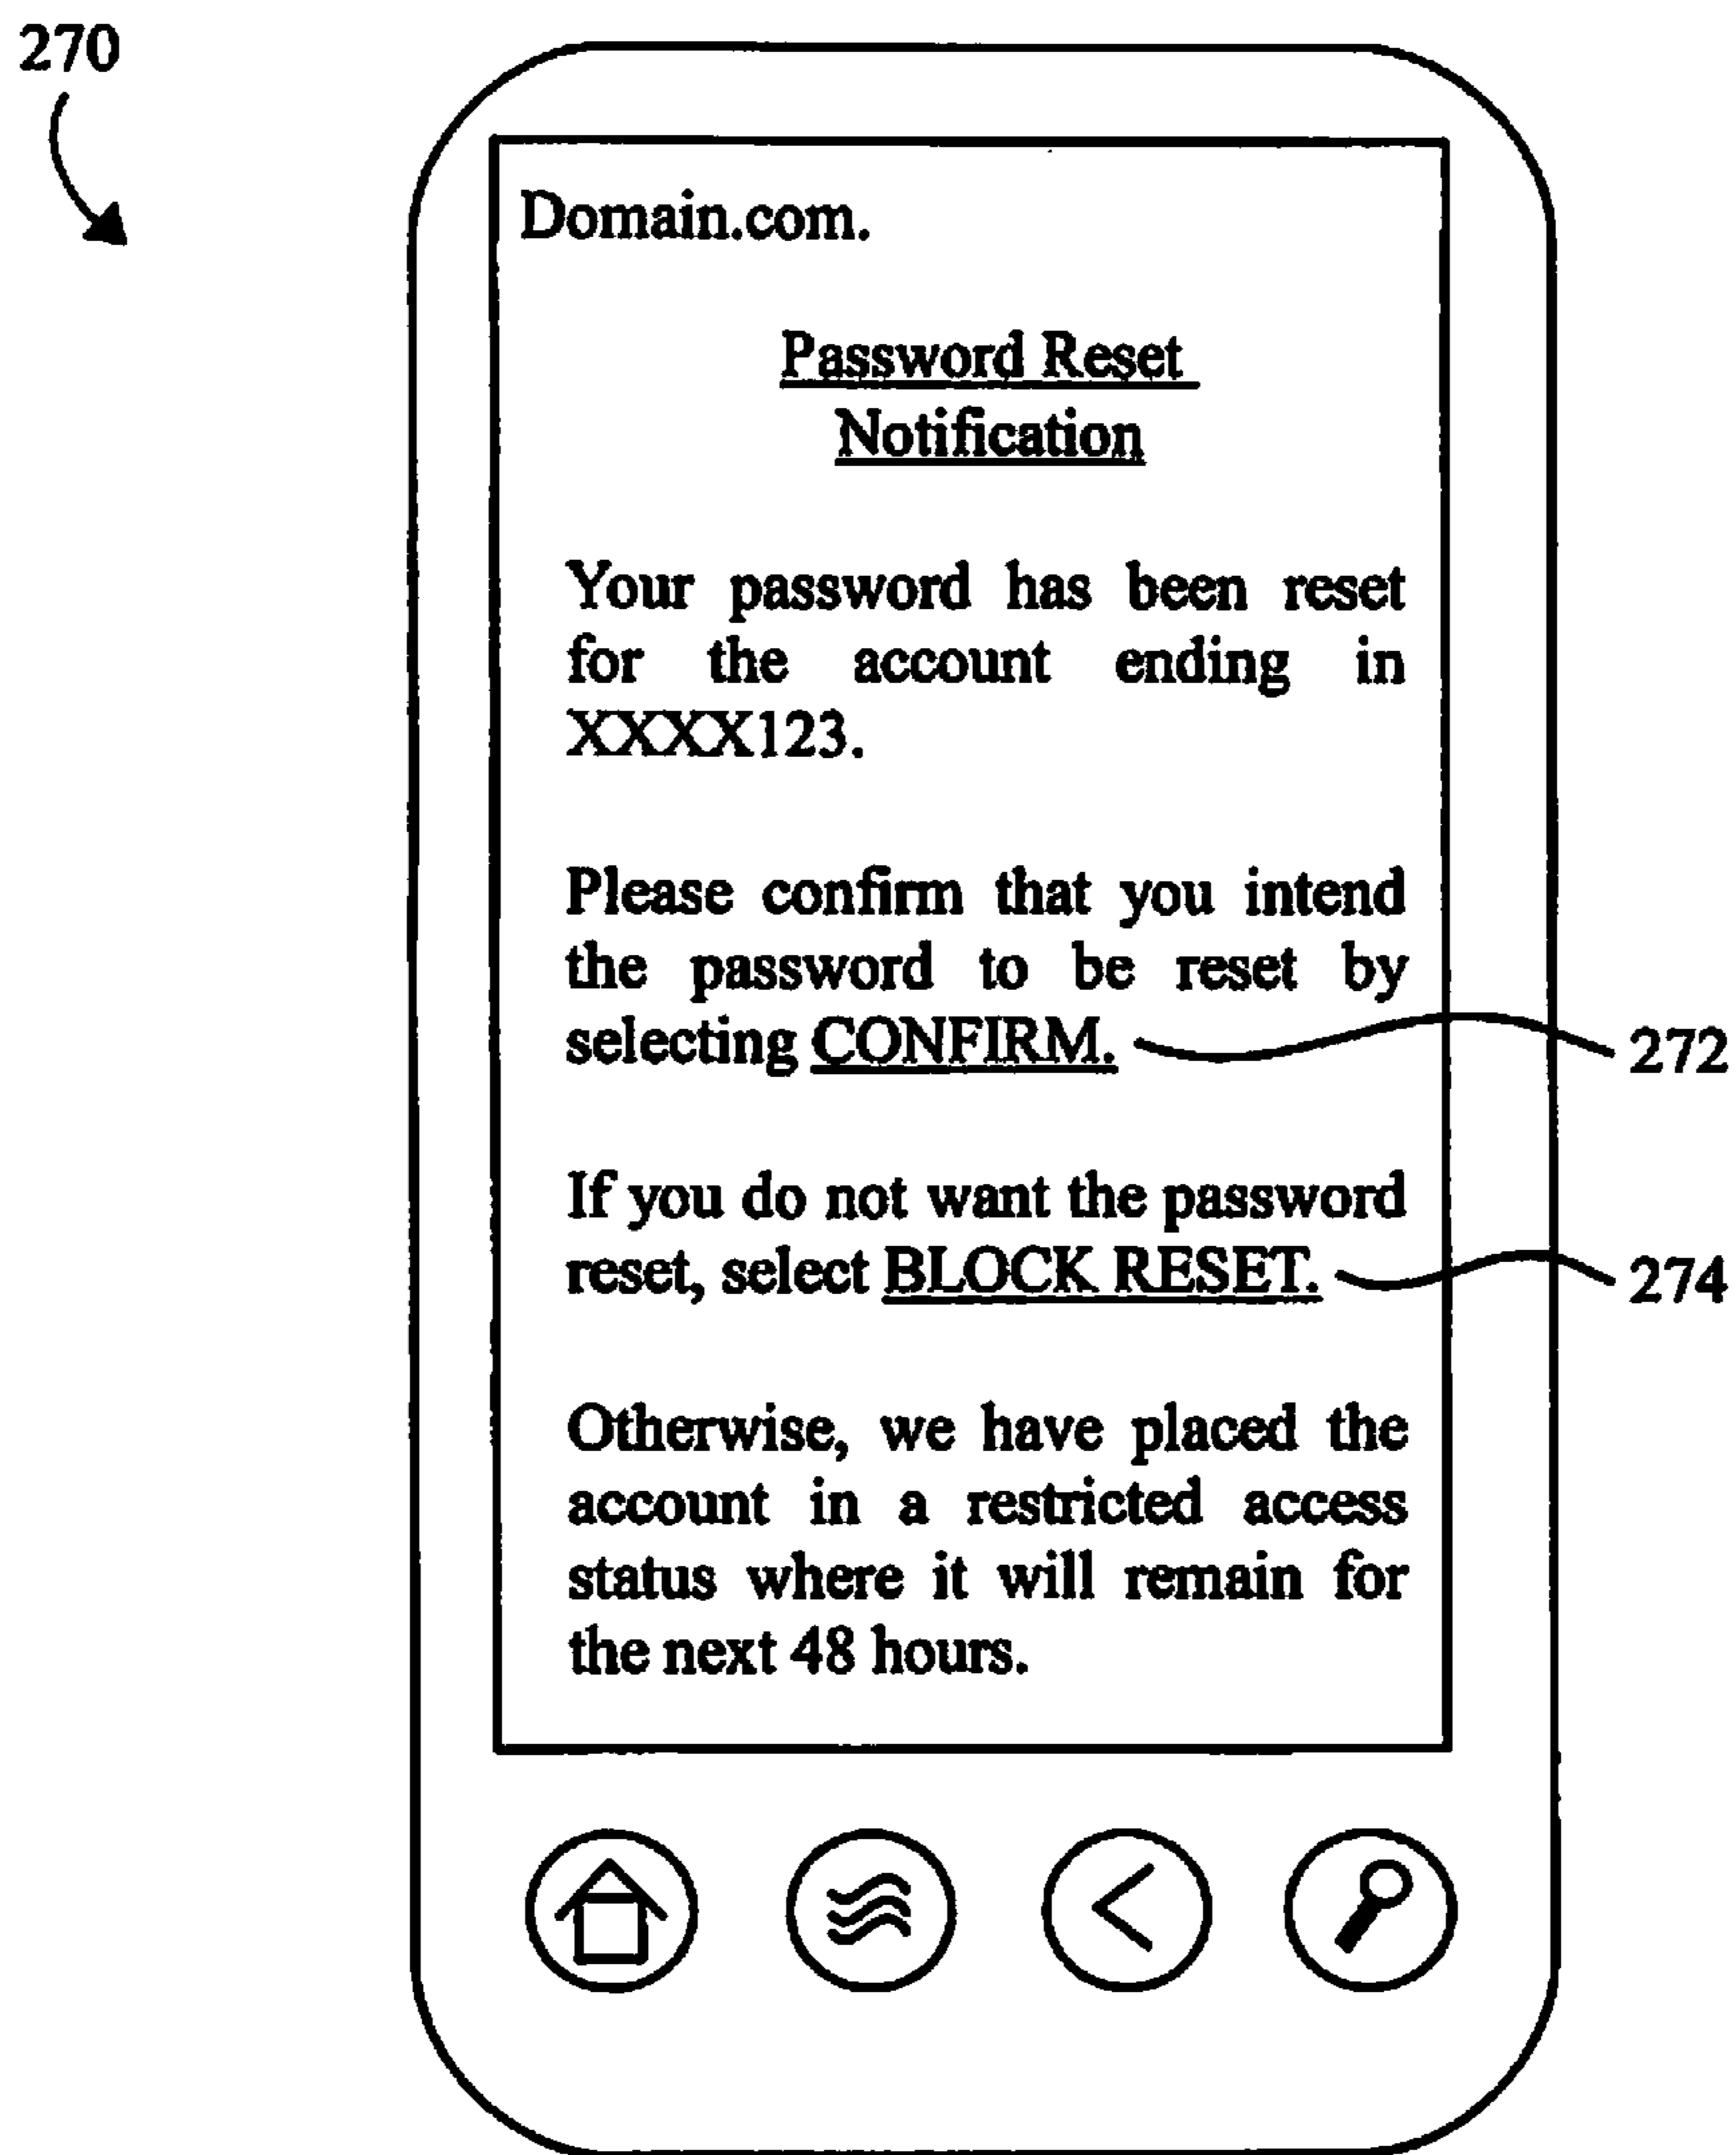 270
Domain.com.
Password Reset
Notification
Your password has been reset
for the account ending in
XXXX123.
Please confirm that you intend
the password to be reset by
selecting CONFIRM.
272
If you do not want the password
reset, select BLOCK RESET.
274
Otherwise, we have placed the
account in a restricted access
status where it will remain for
the next 48 hours.